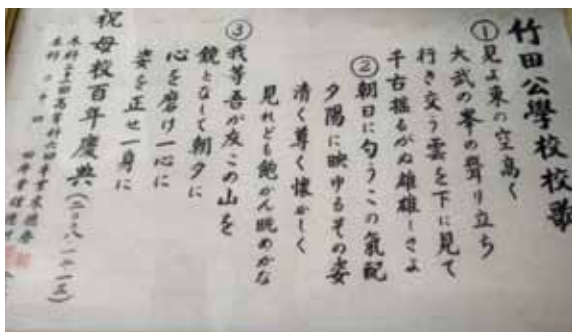 竹田公學校校歌
①見よ東の空高く
大武の峯の聳り立ち
行き交う雲を下に見て
千古揺るがぬ雄雄しさよ
②朝日に匂うこの氣配
夕陽に映ゆるその姿
清く尊く懐かしく
見れども飽かん眺めかな
③我等吾が友この山を
鏡となして朝夕に
心を磨け一心に
姿を正せ一身に
祝母校百年慶典